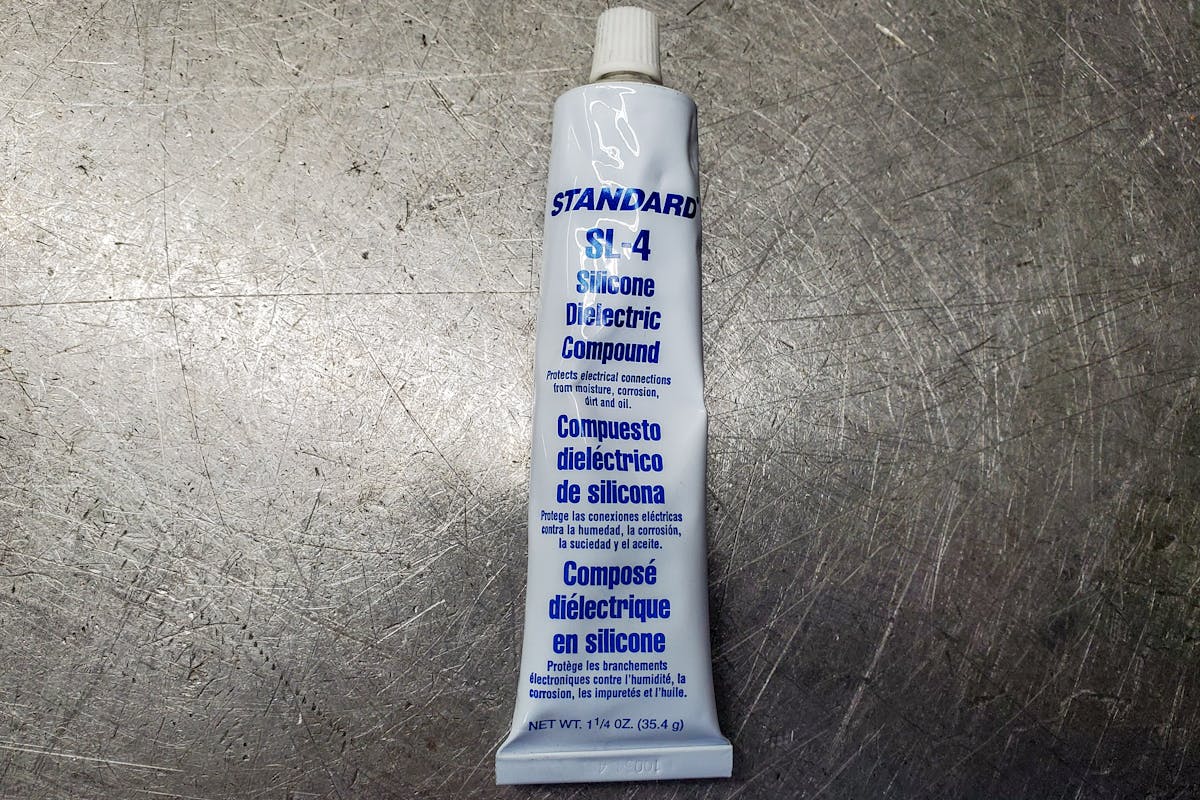 STANDARD
SL-4
Silicone
Dielectric
Compound
Protects electrical connections
from moisture, corrosion,
dirt and oil.
Compuesto
dieléctrico
de silicona
Protege las conexiones eléctricas
contra la humedad, la corrosión,
la suciedad y el aceite.
Composé
diélectrique
en silicone
Protège les branchements
électroniques contre l'humidité, la
corrosion, les impuretés et l'huile.
NET WT. 1 1/4 OZ. (35.4 g)